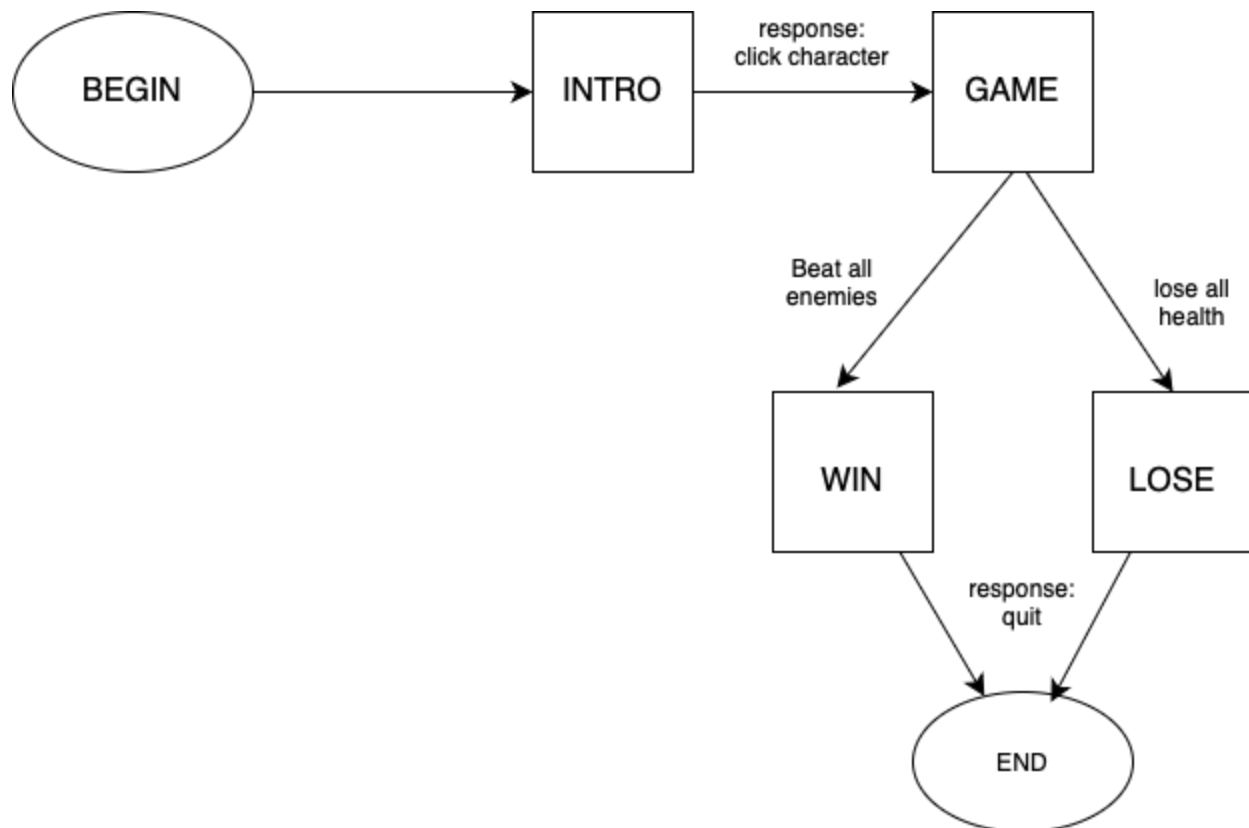 BEGIN
INTRO
response:
click character
GAME
Beat all
enemies
lose all
health
WIN
LOSE
response:
quit
END